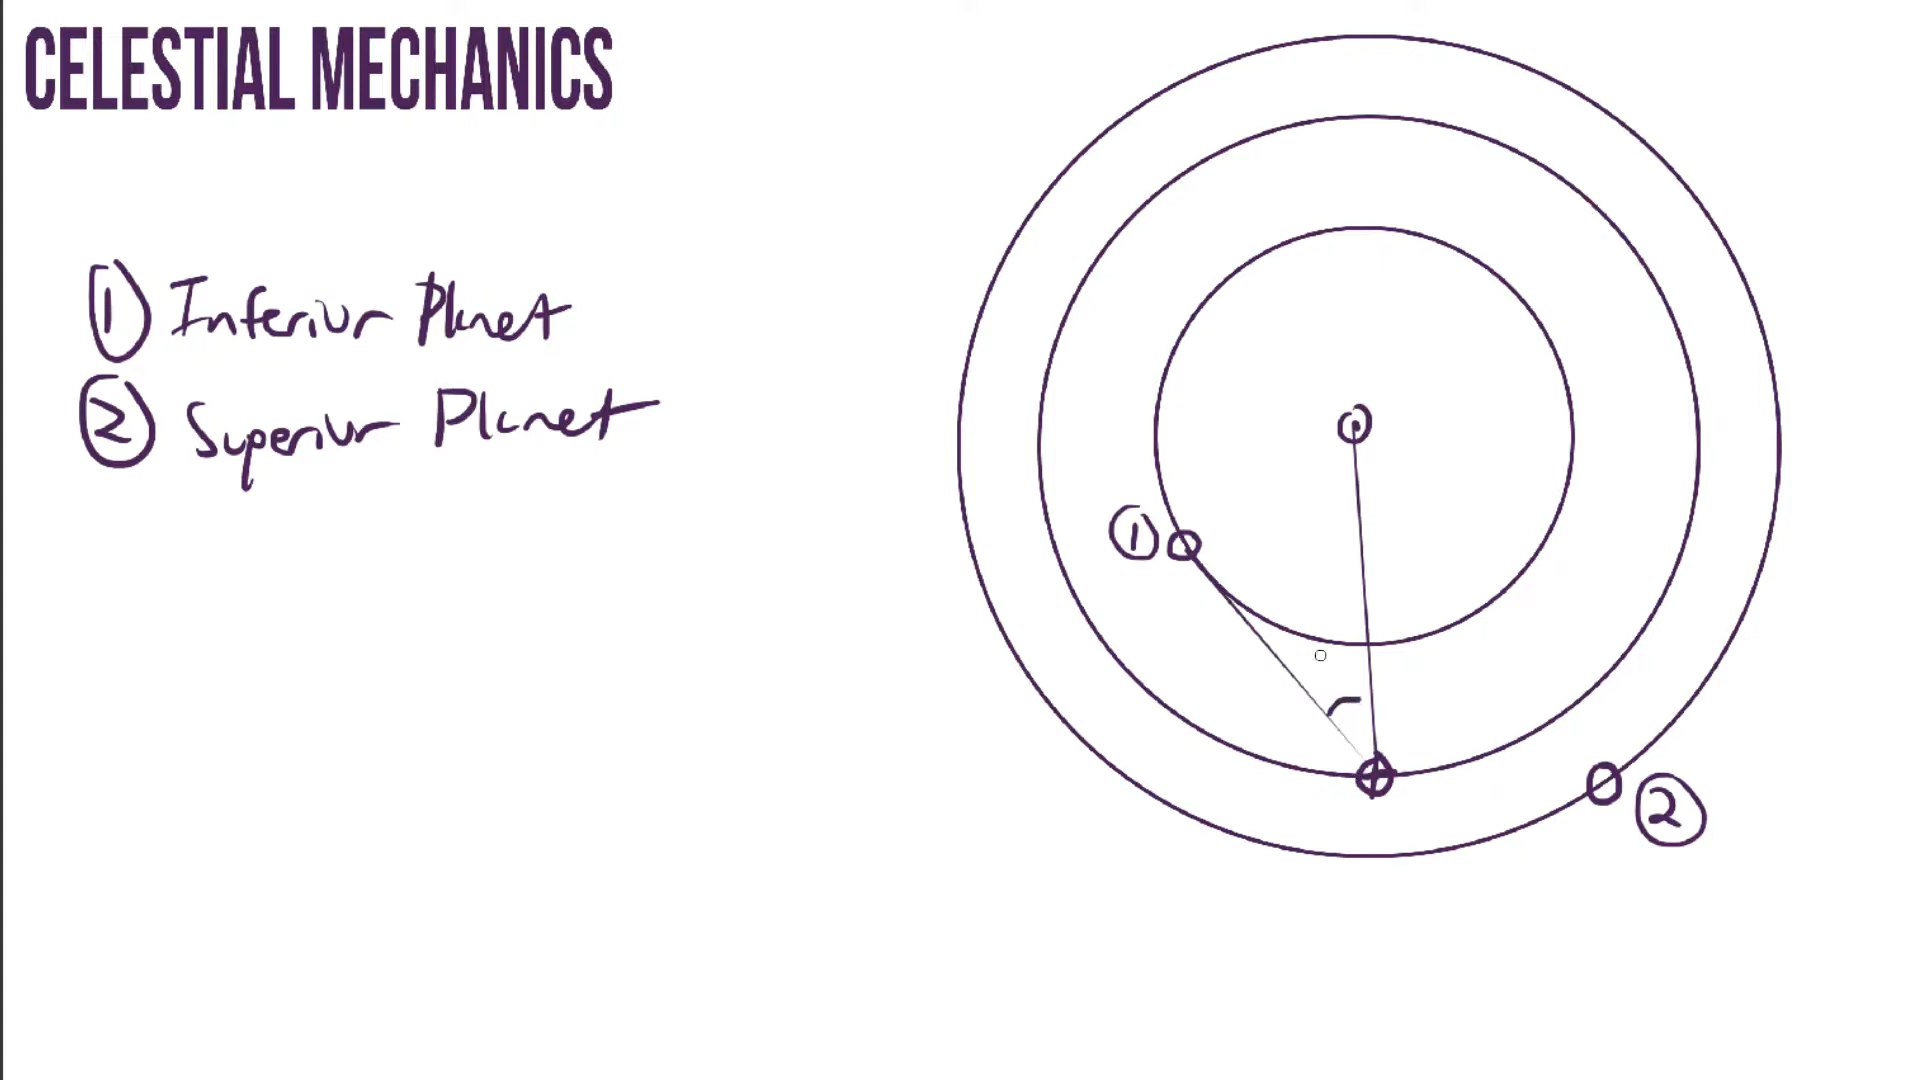 CELESTIAL MECHANICS
① Inferior Planet
② Superior Planet
①
②